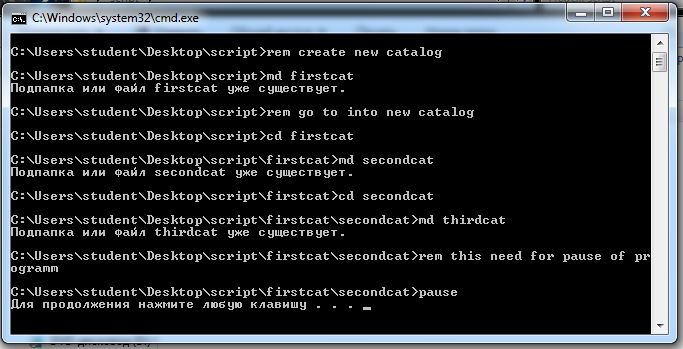 C:\Windows\system32\cmd.exe
C:\Users\student\Desktop\script>rem create new catalog
C:\Users\student\Desktop\script>md firstcat
Подпапка или файл firstcat уже существует.
C:\Users\student\Desktop\script>rem go to into new catalog
C:\Users\student\Desktop\script>cd firstcat
C:\Users\student\Desktop\script\firstcat>md secondcat
Подпапка или файл secondcat уже существует.
C:\Users\student\Desktop\script\firstcat>cd secondcat
C:\Users\student\Desktop\script\firstcat\secondcat>md thirdcat
Подпапка или файл thirdcat уже существует.
C:\Users\student\Desktop\script\firstcat\secondcat>rem this need for pause of pr
ogramm
C:\Users\student\Desktop\script\firstcat\secondcat>pause
Для продолжения нажмите любую клавишу . . . _